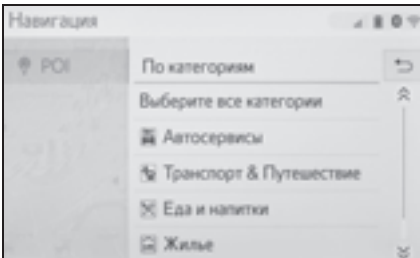 Навигация
POI
По категориям
Выберите все категории
Автосервисы
Транспорт & Путешествие
Еда и напитки
Жилье